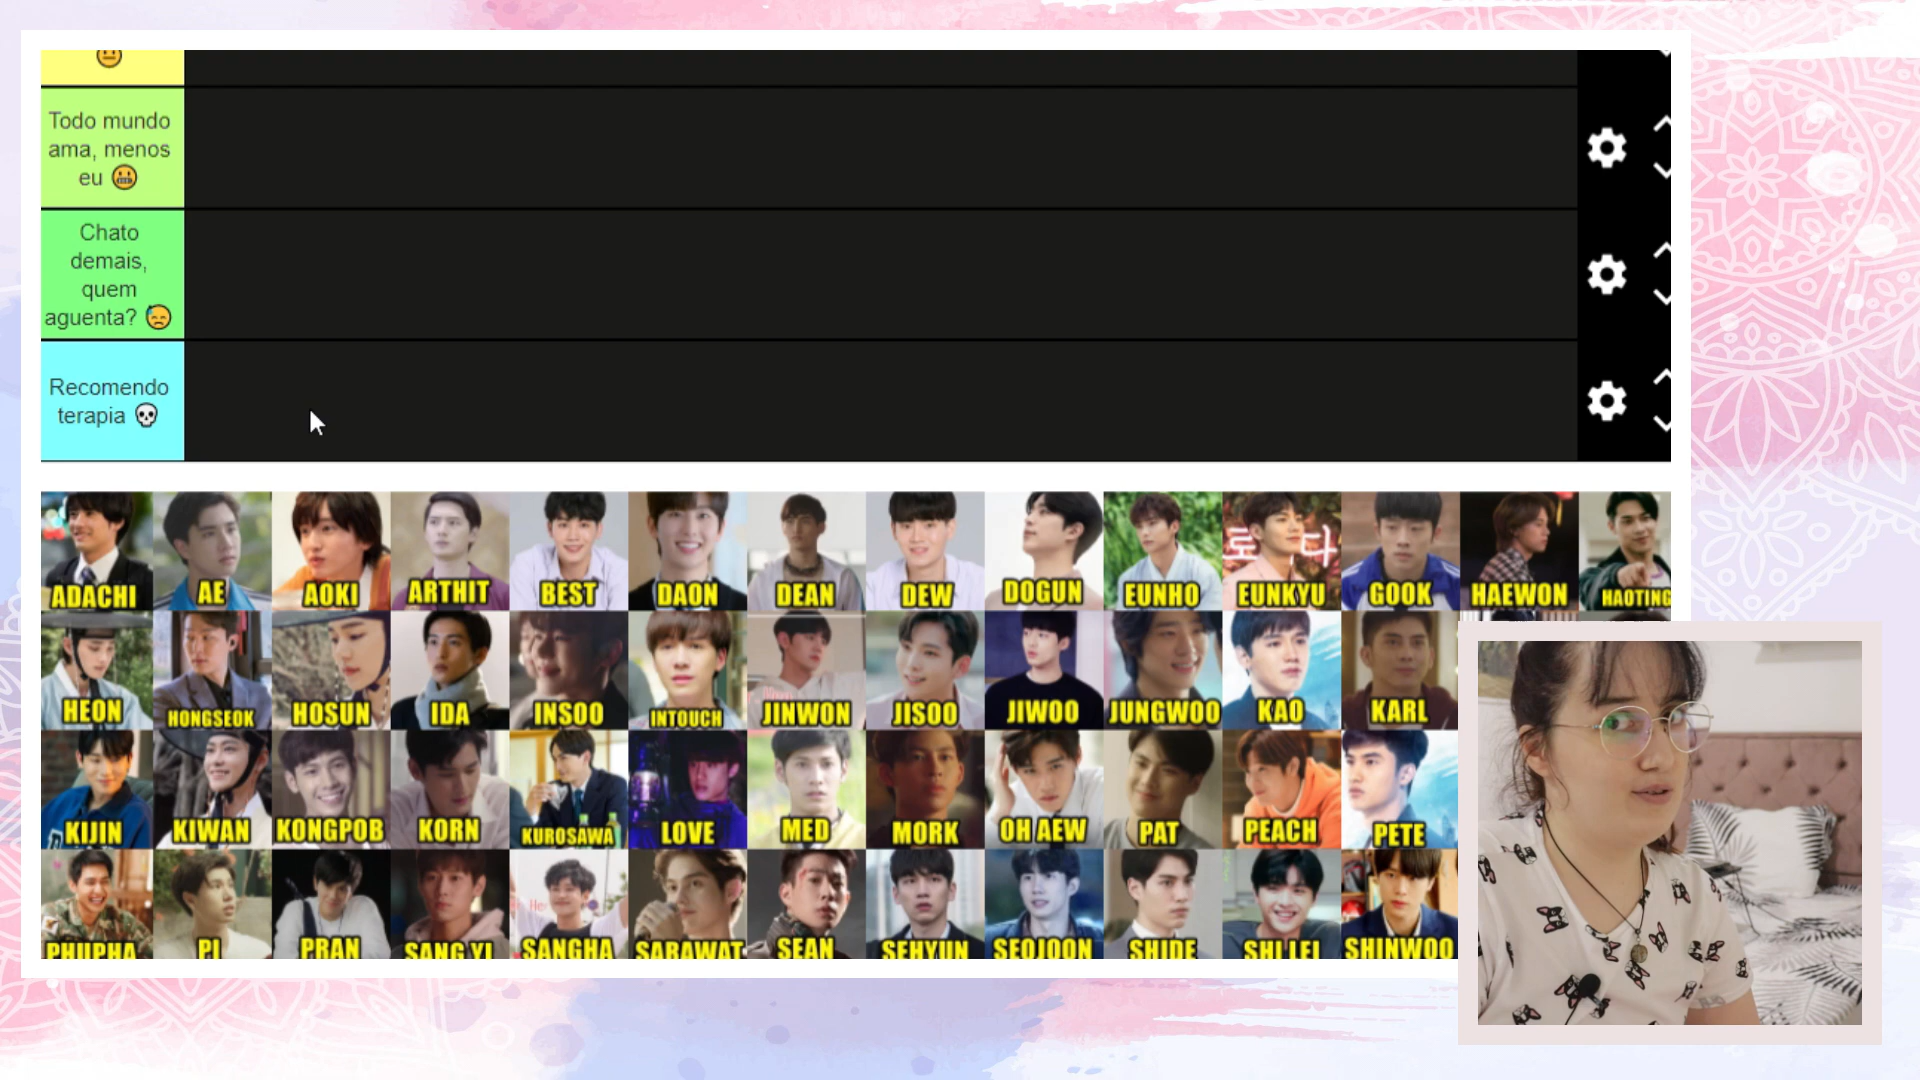 Todo mundo
ama, menos
eu
Chato
demais,
quem
aguenta?
Recomendo
terapia
ADACHI AE AOKI ARTHIT BEST DAON DEAN DEW DOGUN EUNHO EUNKYU GOOK HAEWON HAOTING
로 다
HEON HONGSEOK HOSUN IDA INSOO INTOUCH JINWON JISOO JIWOO JUNGWOO KAO KARL
KIJIN KIWAN KONGPOB KORN KUROSAWA LOVE MED MORK OH AEW PAT PEACH PETE
PHUPHA PI PRAN SANG YI SANGHA SARAWAT SEAN SEHYUN SEOJOON SHIDE SHI LEI SHINWOO